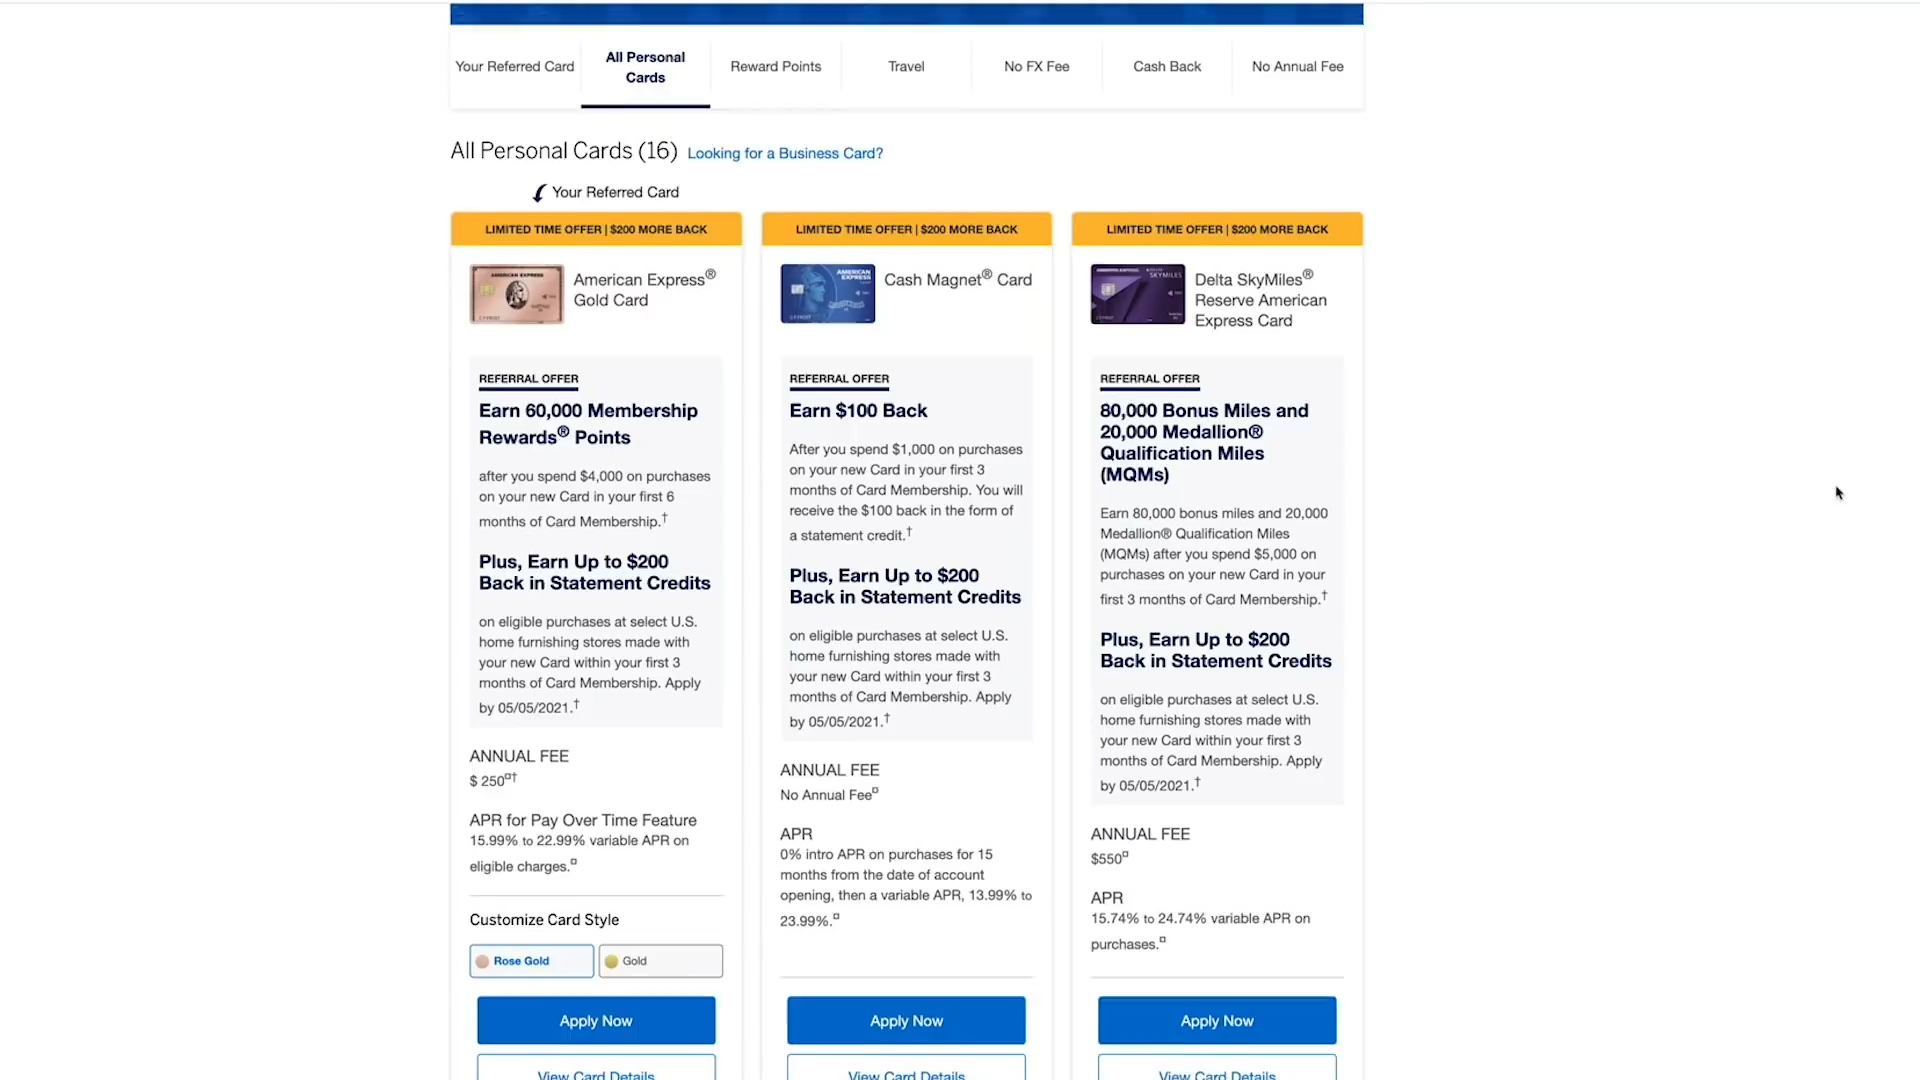 Your Referred Card
All Personal
Cards
Reward Points
Travel
No FX Fee
Cash Back
No Annual Fee
All Personal Cards (16) Looking for a Business Card?
Your Referred Card
LIMITED TIME OFFER | $200 MORE BACK
AMERICAN EXPRESS
American Express®
Gold Card
REFERRAL OFFER
Earn 60,000 Membership
Rewards® Points
after you spend $4,000 on purchases
on your new Card in your first 6
months of Card Membership.†
Plus, Earn Up to $200
Back in Statement Credits
on eligible purchases at select U.S.
home furnishing stores made with
your new Card within your first 3
months of Card Membership. Apply
by 05/05/2021.†
ANNUAL FEE
$ 250¤†
APR for Pay Over Time Feature
15.99% to 22.99% variable APR on
eligible charges.¤
Customize Card Style
Rose Gold
Gold
Apply Now
View Card Details
LIMITED TIME OFFER | $200 MORE BACK
AMERICAN
EXPRESS
Cash Magnet® Card
REFERRAL OFFER
Earn $100 Back
After you spend $1,000 on purchases
on your new Card in your first 3
months of Card Membership. You will
receive the $100 back in the form of
a statement credit.†
Plus, Earn Up to $200
Back in Statement Credits
on eligible purchases at select U.S.
home furnishing stores made with
your new Card within your first 3
months of Card Membership. Apply
by 05/05/2021.†
ANNUAL FEE
No Annual Fee¤
APR
0% intro APR on purchases for 15
months from the date of account
opening, then a variable APR, 13.99% to
23.99%.¤
Apply Now
View Card Details
LIMITED TIME OFFER | $200 MORE BACK
SKYMILES
Delta SkyMiles®
Reserve American
Express Card
REFERRAL OFFER
80,000 Bonus Miles and
20,000 Medallion®
Qualification Miles
(MQMs)
Earn 80,000 bonus miles and 20,000
Medallion® Qualification Miles
(MQMs) after you spend $5,000 on
purchases on your new Card in your
first 3 months of Card Membership.†
Plus, Earn Up to $200
Back in Statement Credits
on eligible purchases at select U.S.
home furnishing stores made with
your new Card within your first 3
months of Card Membership. Apply
by 05/05/2021.†
ANNUAL FEE
$550¤
APR
15.74% to 24.74% variable APR on
purchases.¤
Apply Now
View Card Details